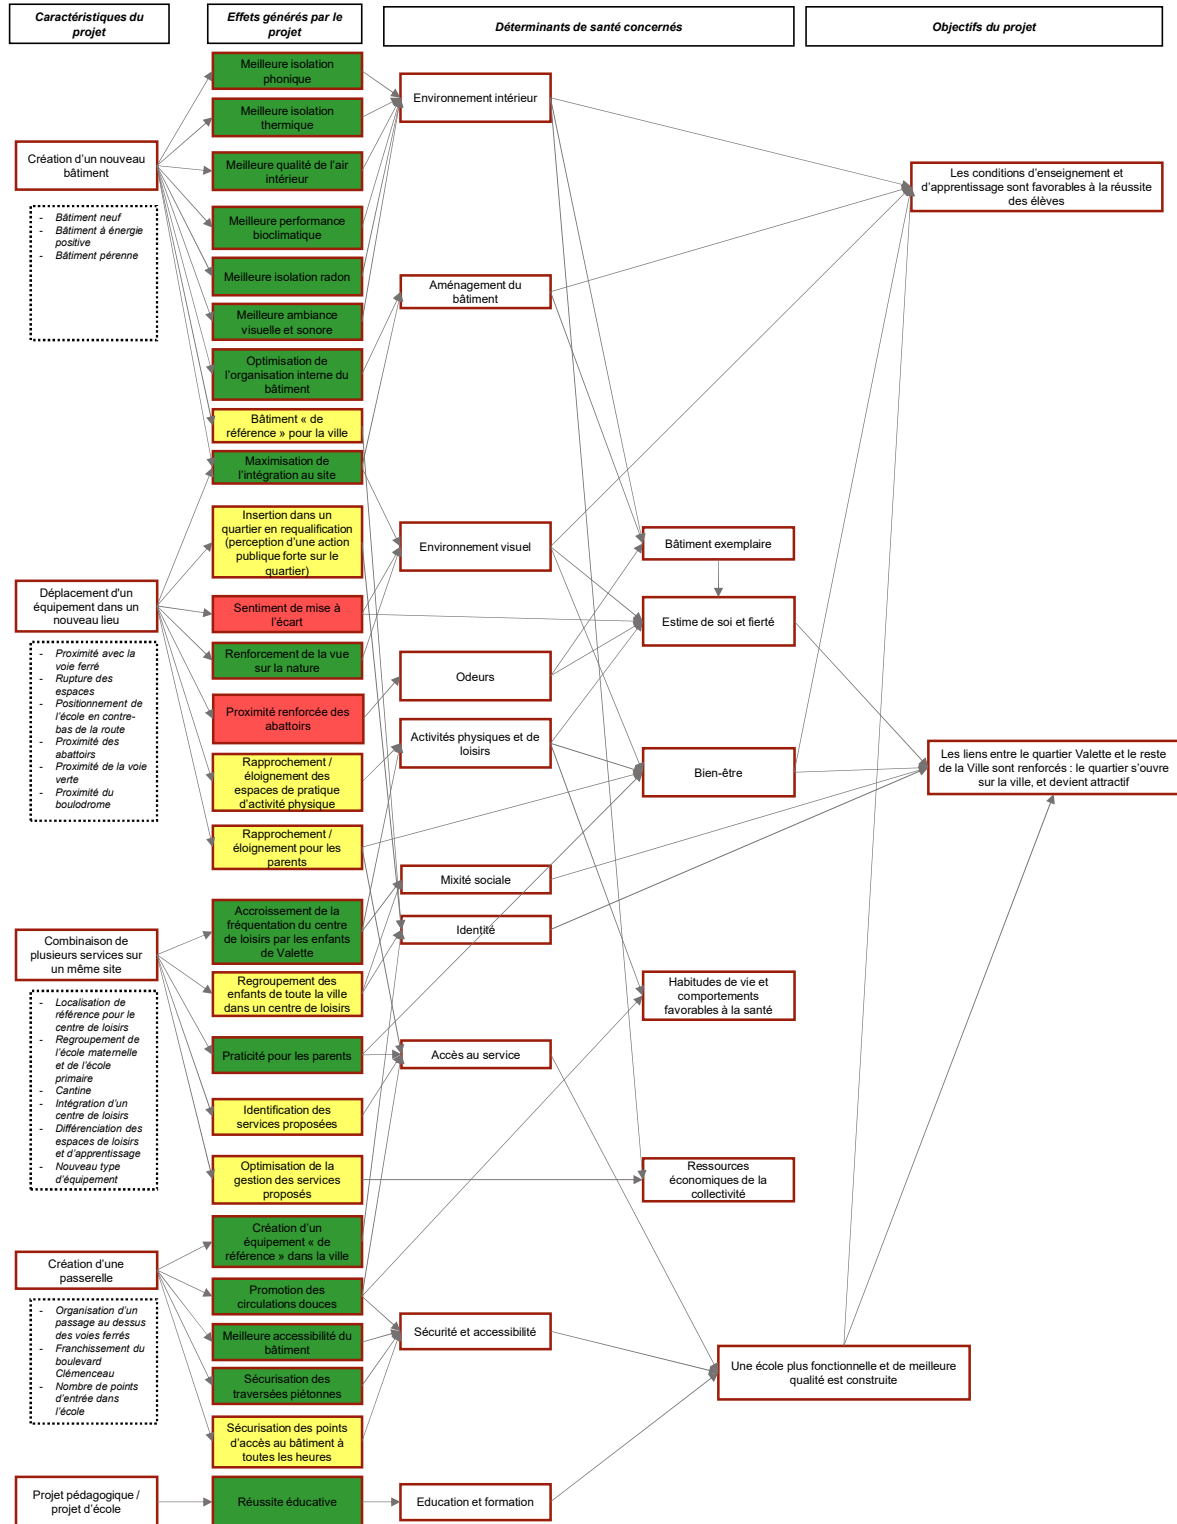 Caractéristiques du
projet
Effets générés par le
projet
Déterminants de santé concernés
Objectifs du projet
Création d'un nouveau
bâtiment
- Bâtiment neuf
- Bâtiment à énergie
positive
- Bâtiment pérenne
Déplacement d'un
équipement dans un
nouveau lieu
- Proximité avec la
voie ferré
- Rupture des
espaces
- Positionnement de
l'école en contre-
bas de la route
- Proximité des
abattoirs
- Proximité de la voie
verte
- Proximité du
boulodrome
Combinaison de
plusieurs services sur
un même site
- Localisation de
référence pour le
centre de loisirs
- Regroupement de
l'école maternelle
et de l'école
primaire
- Cantine
- Intégration d'un
centre de loisirs
- Différenciation des
espaces de loisirs
et d'apprentissage
- Nouveau type
d'équipement
Création d'une
passerelle
- Organisation d'un
passage au dessus
des voies ferrés
- Franchissement du
boulevard
Clémenceau
- Nombre de points
d'entrée dans
l'école
Projet pédagogique /
projet d'école
Meilleure isolation
phonique
Meilleure isolation
thermique
Meilleure qualité de l'air
intérieur
Meilleure performance
bioclimatique
Meilleure isolation radon
Meilleure ambiance
visuelle et sonore
Optimisation de
l'organisation interne du
bâtiment
Bâtiment « de
référence » pour la ville
Maximisation de
l'intégration au site
Insertion dans un
quartier en requalification
(perception d'une action
publique forte sur le
quartier)
Sentiment de mise à
l'écart
Renforcement de la vue
sur la nature
Proximité renforcée des
abattoirs
Rapprochement /
éloignement des
espaces de pratique
d'activité physique
Rapprochement /
éloignement pour les
parents
Accroissement de la
fréquentation du centre
de loisirs par les enfants
de Valette
Regroupement des
enfants de toute la ville
dans un centre de loisirs
Praticité pour les parents
Identification des
services proposées
Optimisation de la
gestion des services
proposés
Création d'un
équipement « de
référence » dans la ville
Promotion des
circulations douces
Meilleure accessibilité du
bâtiment
Sécurisation des
traversées piétonnes
Sécurisation des points
d'accès au bâtiment à
toutes les heures
Réussite éducative
Environnement intérieur
Aménagement du
bâtiment
Environnement visuel
Odeurs
Activités physiques et de
loisirs
Mixité sociale
Identité
Accès au service
Sécurité et accessibilité
Education et formation
Bâtiment exemplaire
Estime de soi et fierté
Bien-être
Habitudes de vie et
comportements
favorables à la santé
Ressources
économiques de la
collectivité
Les conditions d'enseignement et
d'apprentissage sont favorables à la réussite
des élèves
Les liens entre le quartier Valette et le reste
de la Ville sont renforcés : le quartier s'ouvre
sur la ville, et devient attractif
Une école plus fonctionnelle et de meilleure
qualité est construite